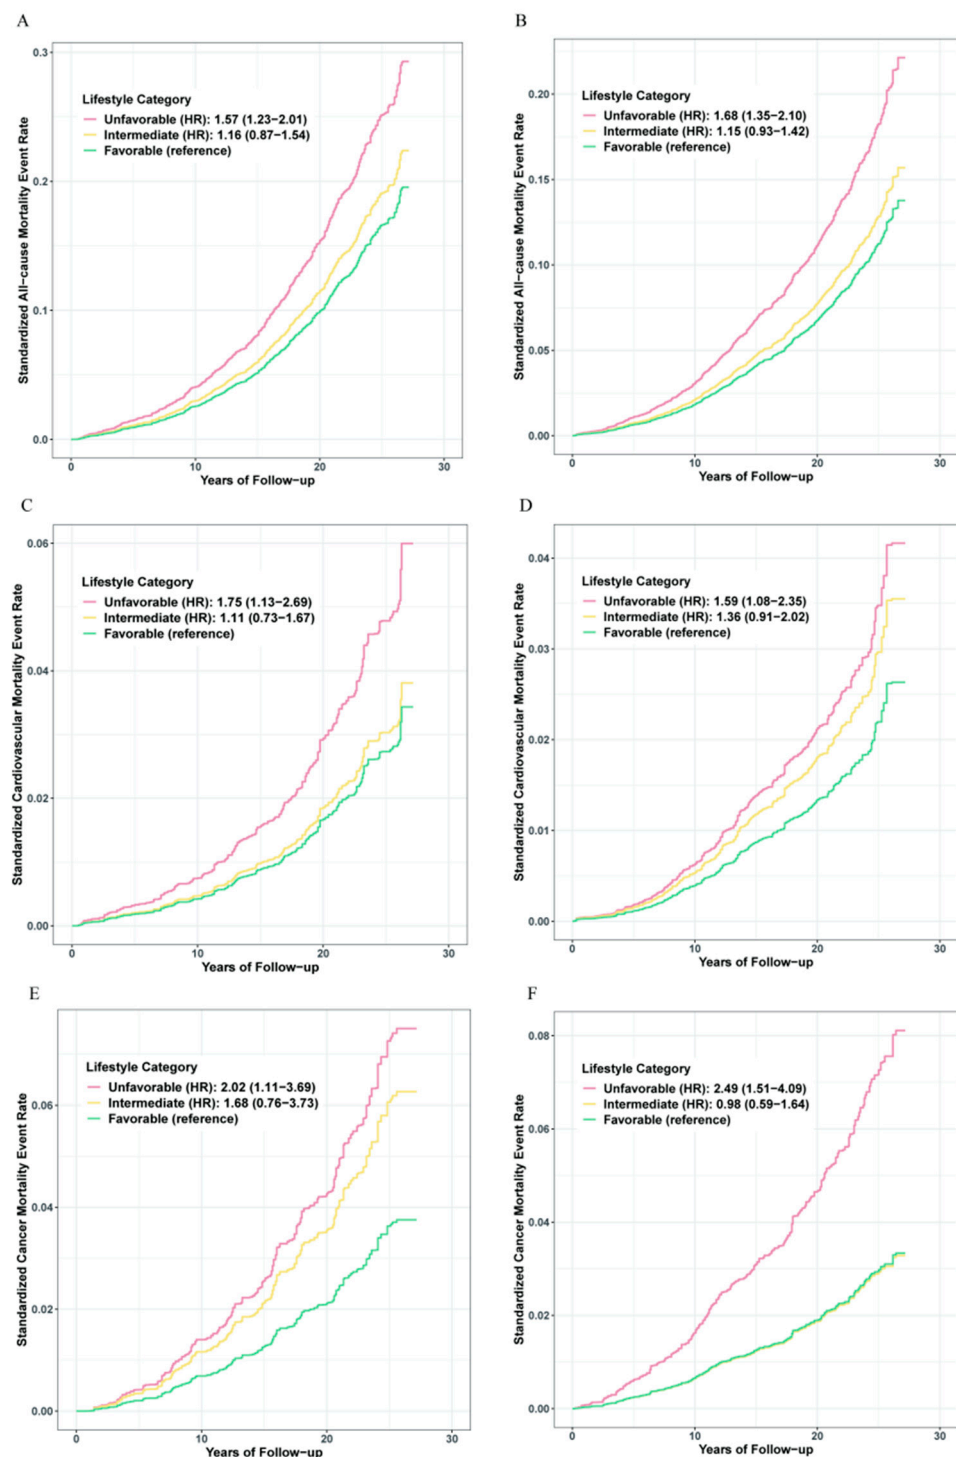 A
Standardized All-cause Mortality Event Rate
0.3
0.2
0.1
0.0
Lifestyle Category
Unfavorable (HR): 1.57 (1.23−2.01)
Intermediate (HR): 1.16 (0.87−1.54)
Favorable (reference)
0 10 20 30
Years of Follow−up
B
Standardized All−cause Mortality Event Rate
0.20
0.15
0.10
0.05
0.00
Lifestyle Category
Unfavorable (HR): 1.68 (1.35−2.10)
Intermediate (HR): 1.15 (0.93−1.42)
Favorable (reference)
0 10 20 30
Years of Follow−up
C
Standardized Cardiovascular Mortality Event Rate
0.06
0.04
0.02
0.00
Lifestyle Category
Unfavorable (HR): 1.75 (1.13−2.69)
Intermediate (HR): 1.11 (0.73−1.67)
Favorable (reference)
0 10 20 30
Years of Follow−up
D
Standardized Cardiovascular Mortality Event Rate
0.04
0.03
0.02
0.01
0.00
Lifestyle Category
Unfavorable (HR): 1.59 (1.08−2.35)
Intermediate (HR): 1.36 (0.91−2.02)
Favorable (reference)
0 10 20 30
Years of Follow−up
E
Standardized Cancer Mortality Event Rate
0.06
0.04
0.02
0.00
Lifestyle Category
Unfavorable (HR): 2.02 (1.11−3.69)
Intermediate (HR): 1.68 (0.76−3.73)
Favorable (reference)
0 10 20 30
Years of Follow−up
F
Standardized Cancer Mortality Event Rate
0.08
0.06
0.04
0.02
0.00
Lifestyle Category
Unfavorable (HR): 2.49 (1.51−4.09)
Intermediate (HR): 0.98 (0.59−1.64)
Favorable (reference)
0 10 20 30
Years of Follow−up